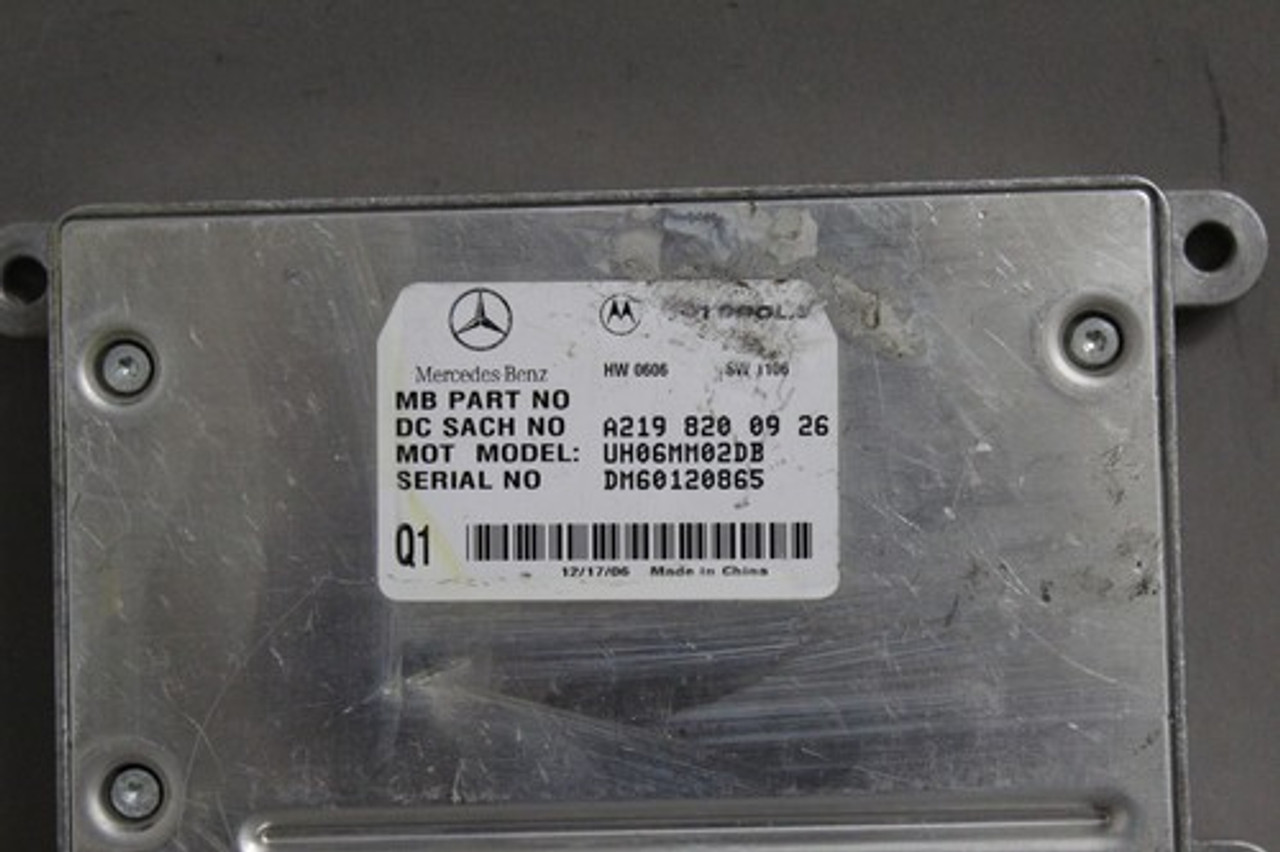 Mercedes Benz
HW 0606 SW 1106
MB PART NO
DC SACH NO A219 820 09 26
MOT MODEL: UH06MM02DB
SERIAL NO DM60120865
Q1
12/17/06 Made in China